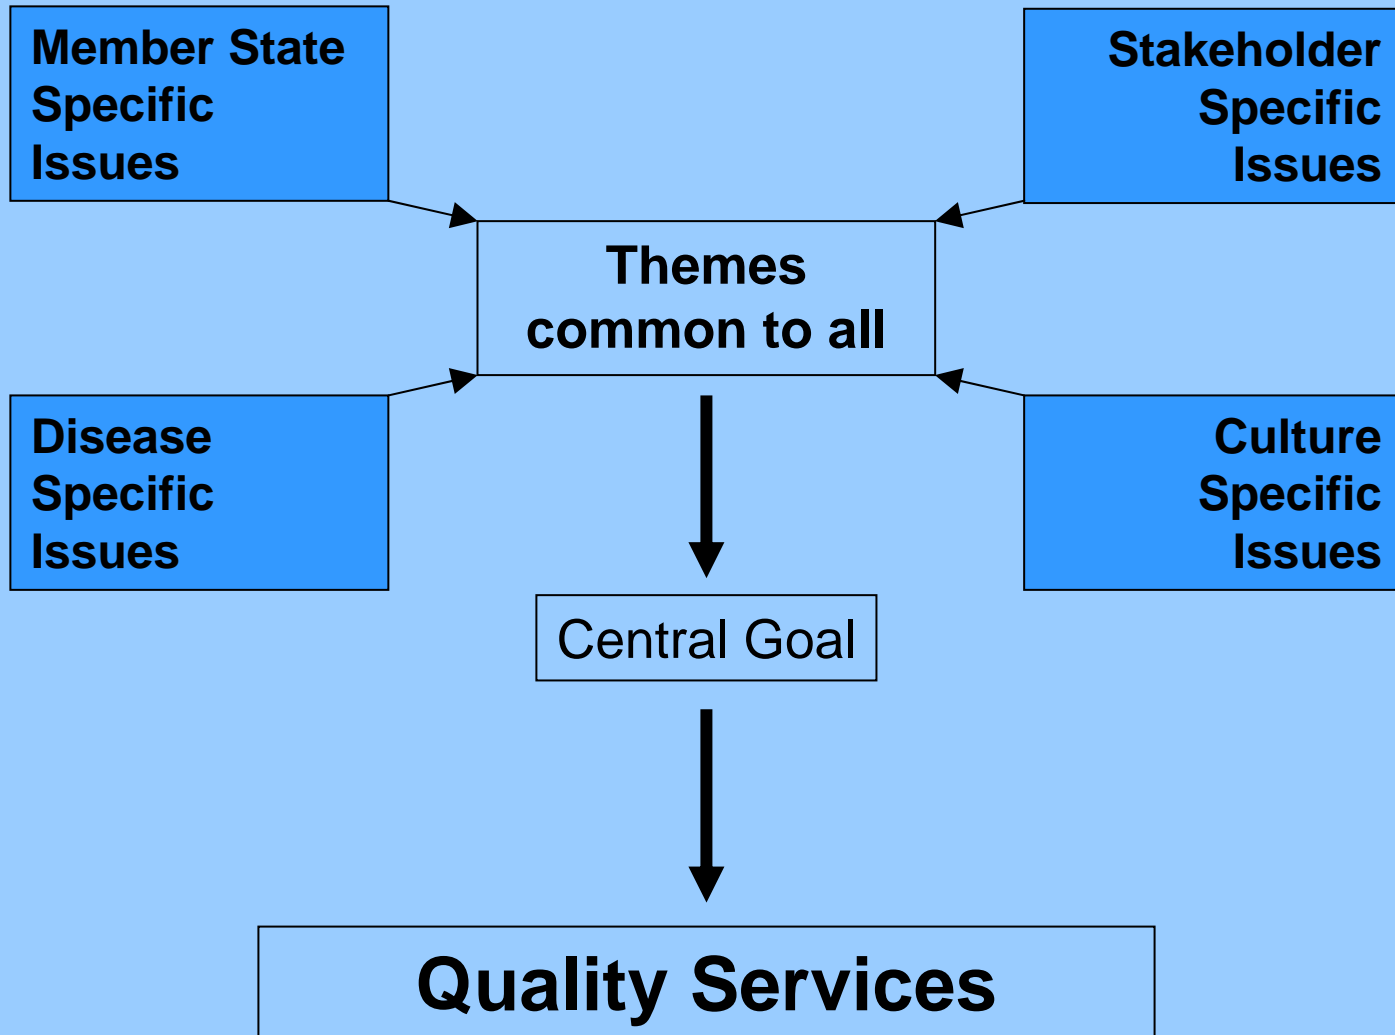 Member State
Specific
Issues
Stakeholder
Specific
Issues
Themes
common to all
Disease
Specific
Issues
Culture
Specific
Issues
Central Goal
Quality Services